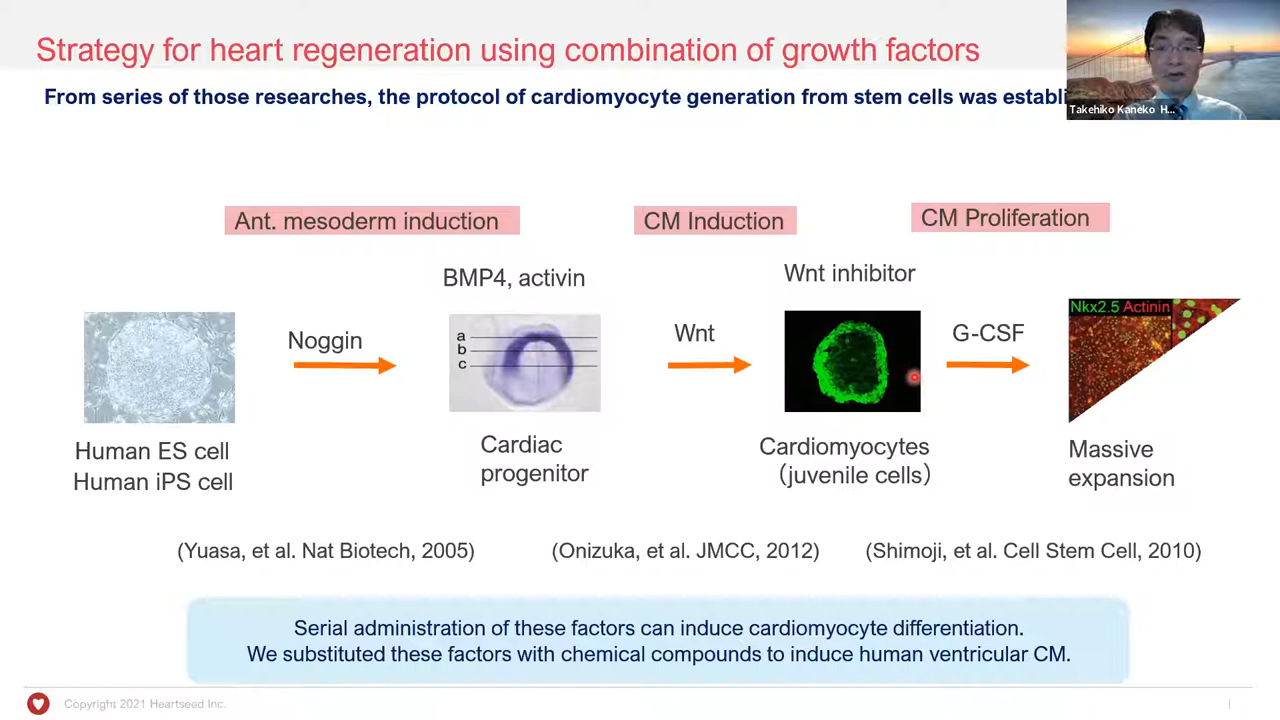 Strategy for heart regeneration using combination of growth factors
From series of those researches, the protocol of cardiomyocyte generation from stem cells was establi
Takehiko Kaneko H...
Ant. mesoderm induction
CM Induction
CM Proliferation
BMP4, activin
Wnt inhibitor
Noggin
a
b
c
Wnt
G-CSF
Nkx2.5 Actinin
Human ES cell
Human iPS cell
Cardiac
progenitor
Cardiomyocytes
(juvenile cells)
Massive
expansion
(Yuasa, et al. Nat Biotech, 2005)
(Onizuka, et al. JMCC, 2012)
(Shimoji, et al. Cell Stem Cell, 2010)
Serial administration of these factors can induce cardiomyocyte differentiation.
We substituted these factors with chemical compounds to induce human ventricular CM.
Copyright 2021 Heartseed Inc.